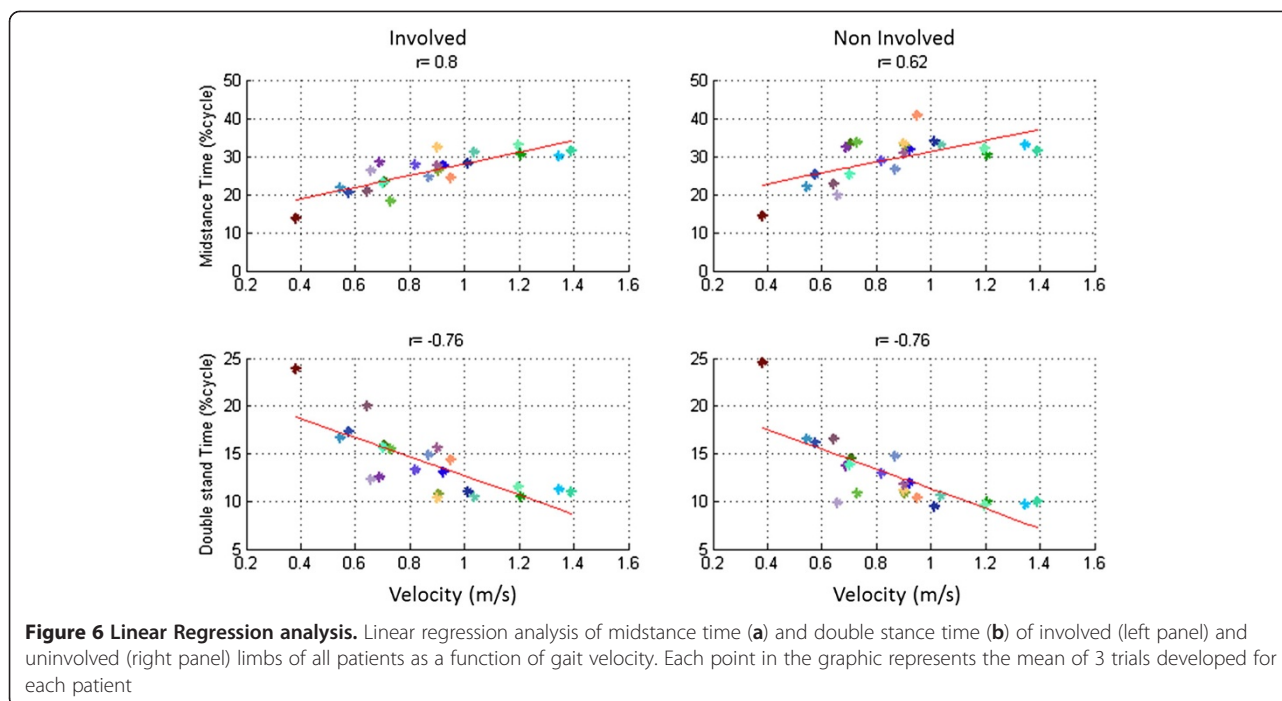 Involved
r= 0.8
Non Involved
r= 0.62
Midstance Time (%cycle)
50
40
30
20
10
0
0.2 0.4 0.6 0.8 1 1.2 1.4 1.6
50
40
30
20
10
0
0.2 0.4 0.6 0.8 1 1.2 1.4 1.6
r= -0.76
r= -0.76
Double stand Time (%cycle)
25
20
15
10
5
0.2 0.4 0.6 0.8 1 1.2 1.4 1.6
Velocity (m/s)
25
20
15
10
5
0.2 0.4 0.6 0.8 1 1.2 1.4 1.6
Velocity (m/s)
Figure 6 Linear Regression analysis. Linear regression analysis of midstance time (a) and double stance time (b) of involved (left panel) and
uninvolved (right panel) limbs of all patients as a function of gait velocity. Each point in the graphic represents the mean of 3 trials developed for
each patient